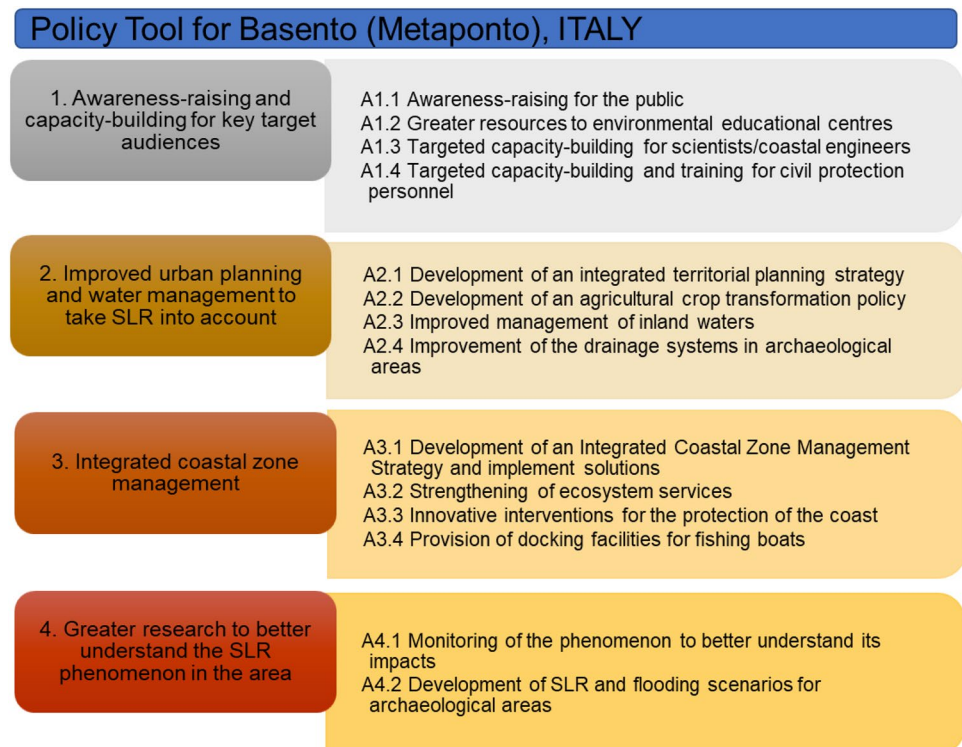 Policy Tool for Basento (Metaponto), ITALY
1. Awareness-raising and
capacity-building for key target
audiences
A1.1 Awareness-raising for the public
A1.2 Greater resources to environmental educational centres
A1.3 Targeted capacity-building for scientists/coastal engineers
A1.4 Targeted capacity-building and training for civil protection
personnel
2. Improved urban planning
and water management to
take SLR into account
A2.1 Development of an integrated territorial planning strategy
A2.2 Development of an agricultural crop transformation policy
A2.3 Improved management of inland waters
A2.4 Improvement of the drainage systems in archaeological
areas
3. Integrated coastal zone
management
A3.1 Development of an Integrated Coastal Zone Management
Strategy and implement solutions
A3.2 Strengthening of ecosystem services
A3.3 Innovative interventions for the protection of the coast
A3.4 Provision of docking facilities for fishing boats
4. Greater research to better
understand the SLR
phenomenon in the area
A4.1 Monitoring of the phenomenon to better understand its
impacts
A4.2 Development of SLR and flooding scenarios for
archaeological areas